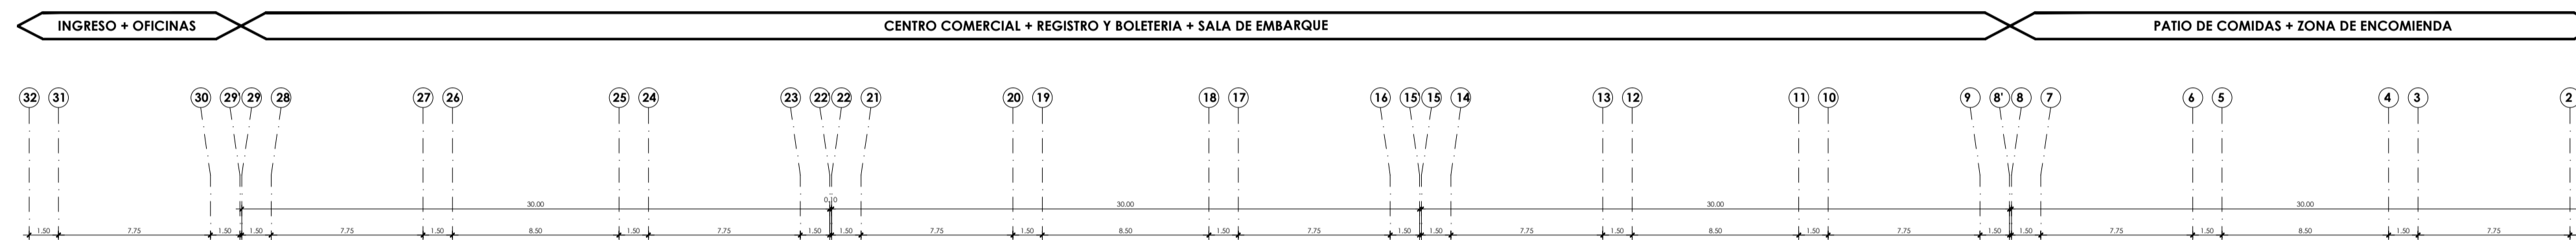 INGRESO + OFICINAS CENTRO COMERCIAL + REGISTRO Y BOLETERIA + SALA DE EMBARQUE PATIO DE COMIDAS + ZONA DE ENCOMIENDA
32 31 30 29' 29 28 27 26 25 24 23 22' 22 21 20 19 18 17 16 15' 15 14 13 12 11 10 9 8' 8 7 6 5 4 3 2
30.00 0.10 30.00 30.00 30.00
1.50 7.75 1.50 1.50 7.75 1.50 8.50 1.50 7.75 1.50 1.50 7.75 1.50 8.50 1.50 7.75 1.50 1.50 7.75 1.50 8.50 1.50 7.75 1.50 1.50 7.75 1.50 8.50 1.50 7.75